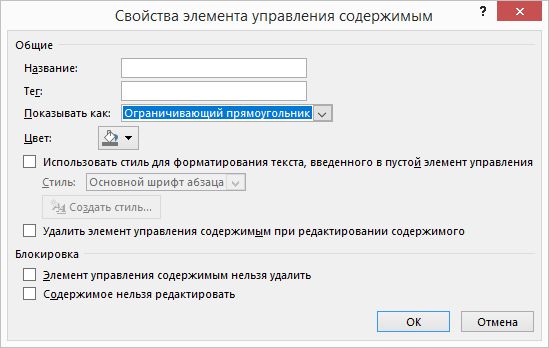 Свойства элемента управления содержимым
Общие
Название:
Тег:
Показывать как: Ограничивающий прямоугольник
Цвет:
Использовать стиль для форматирования текста, введенного в пустой элемент управления
Стиль: Основной шрифт абзаца
Создать стиль...
Удалить элемент управления содержимым при редактировании содержимого
Блокировка
Элемент управления содержимым нельзя удалить
Содержимое нельзя редактировать
ОК Отмена